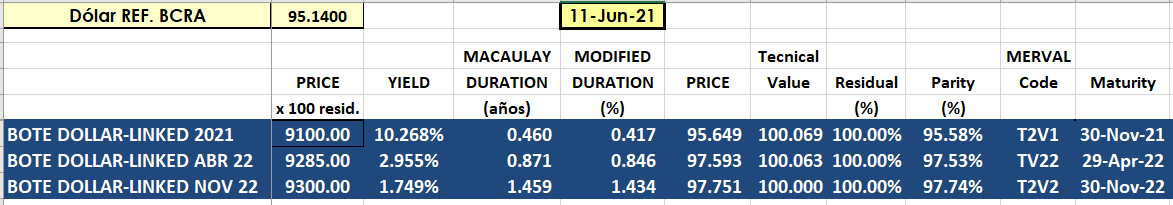 Dólar REF. BCRA 95.1400 11-Jun-21
MACAULAY MODIFIED Tecnical MERVAL
PRICE YIELD DURATION DURATION PRICE Value Residual Parity Code Maturity
x 100 resid. (años) (%) (%) (%)
BOTE DOLLAR-LINKED 2021 9100.00 10.268% 0.460 0.417 95.649 100.069 100.00% 95.58% T2V1 30-Nov-21
BOTE DOLLAR-LINKED ABR 22 9285.00 2.955% 0.871 0.846 97.593 100.063 100.00% 97.53% TV22 29-Apr-22
BOTE DOLLAR-LINKED NOV 22 9300.00 1.749% 1.459 1.434 97.751 100.000 100.00% 97.74% T2V2 30-Nov-22